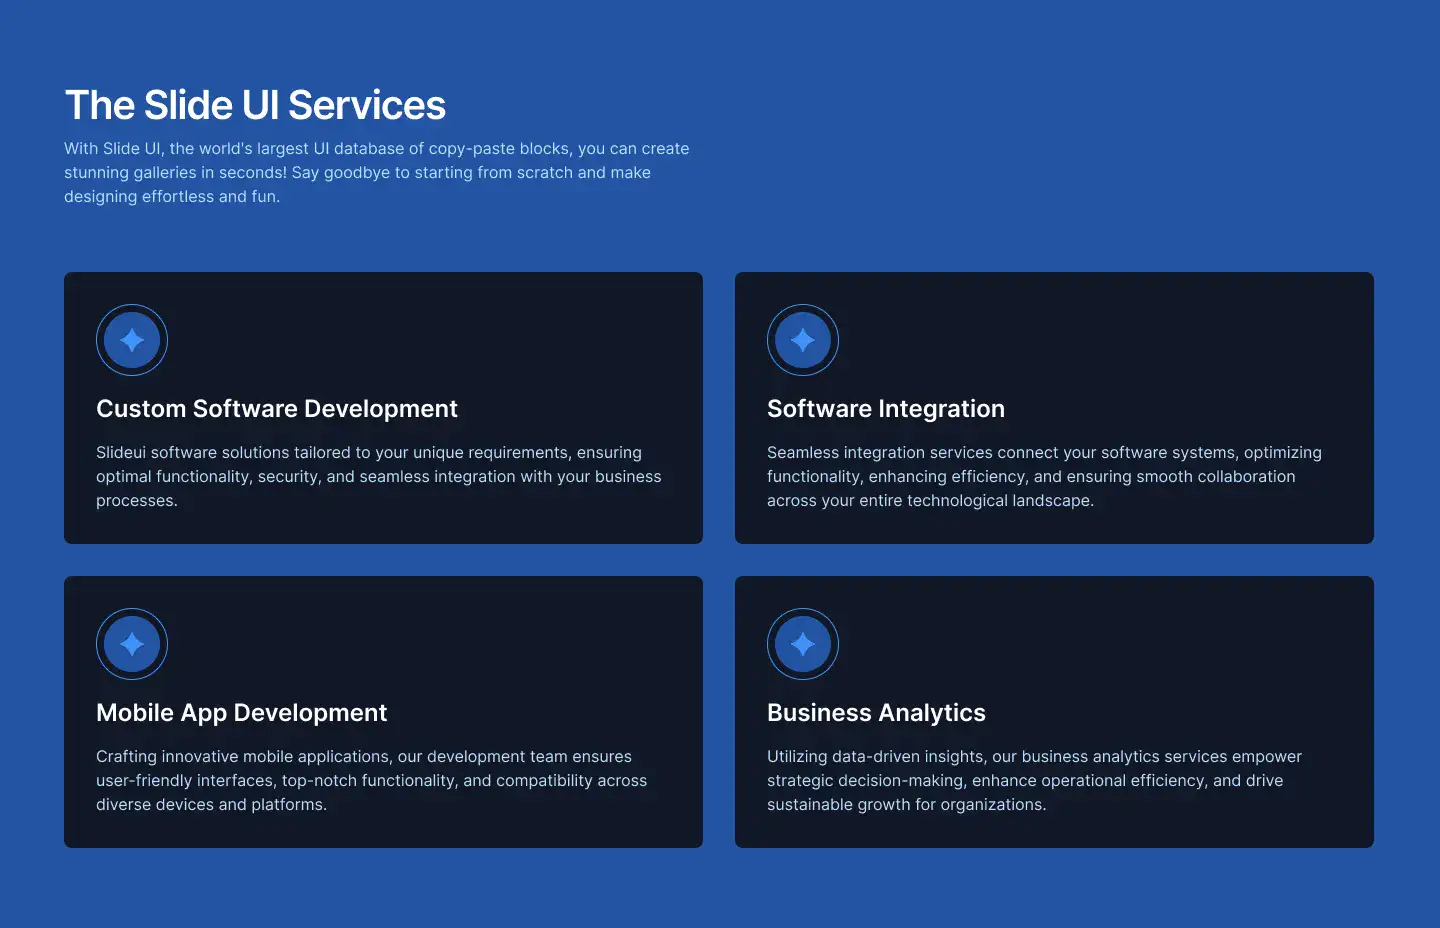 The Slide UI Services
With Slide UI, the world's largest UI database of copy-paste blocks, you can create
stunning galleries in seconds! Say goodbye to starting from scratch and make
designing effortless and fun.
Custom Software Development
Slideui software solutions tailored to your unique requirements, ensuring
optimal functionality, security, and seamless integration with your business
processes.
Software Integration
Seamless integration services connect your software systems, optimizing
functionality, enhancing efficiency, and ensuring smooth collaboration
across your entire technological landscape.
Mobile App Development
Crafting innovative mobile applications, our development team ensures
user-friendly interfaces, top-notch functionality, and compatibility across
diverse devices and platforms.
Business Analytics
Utilizing data-driven insights, our business analytics services empower
strategic decision-making, enhance operational efficiency, and drive
sustainable growth for organizations.